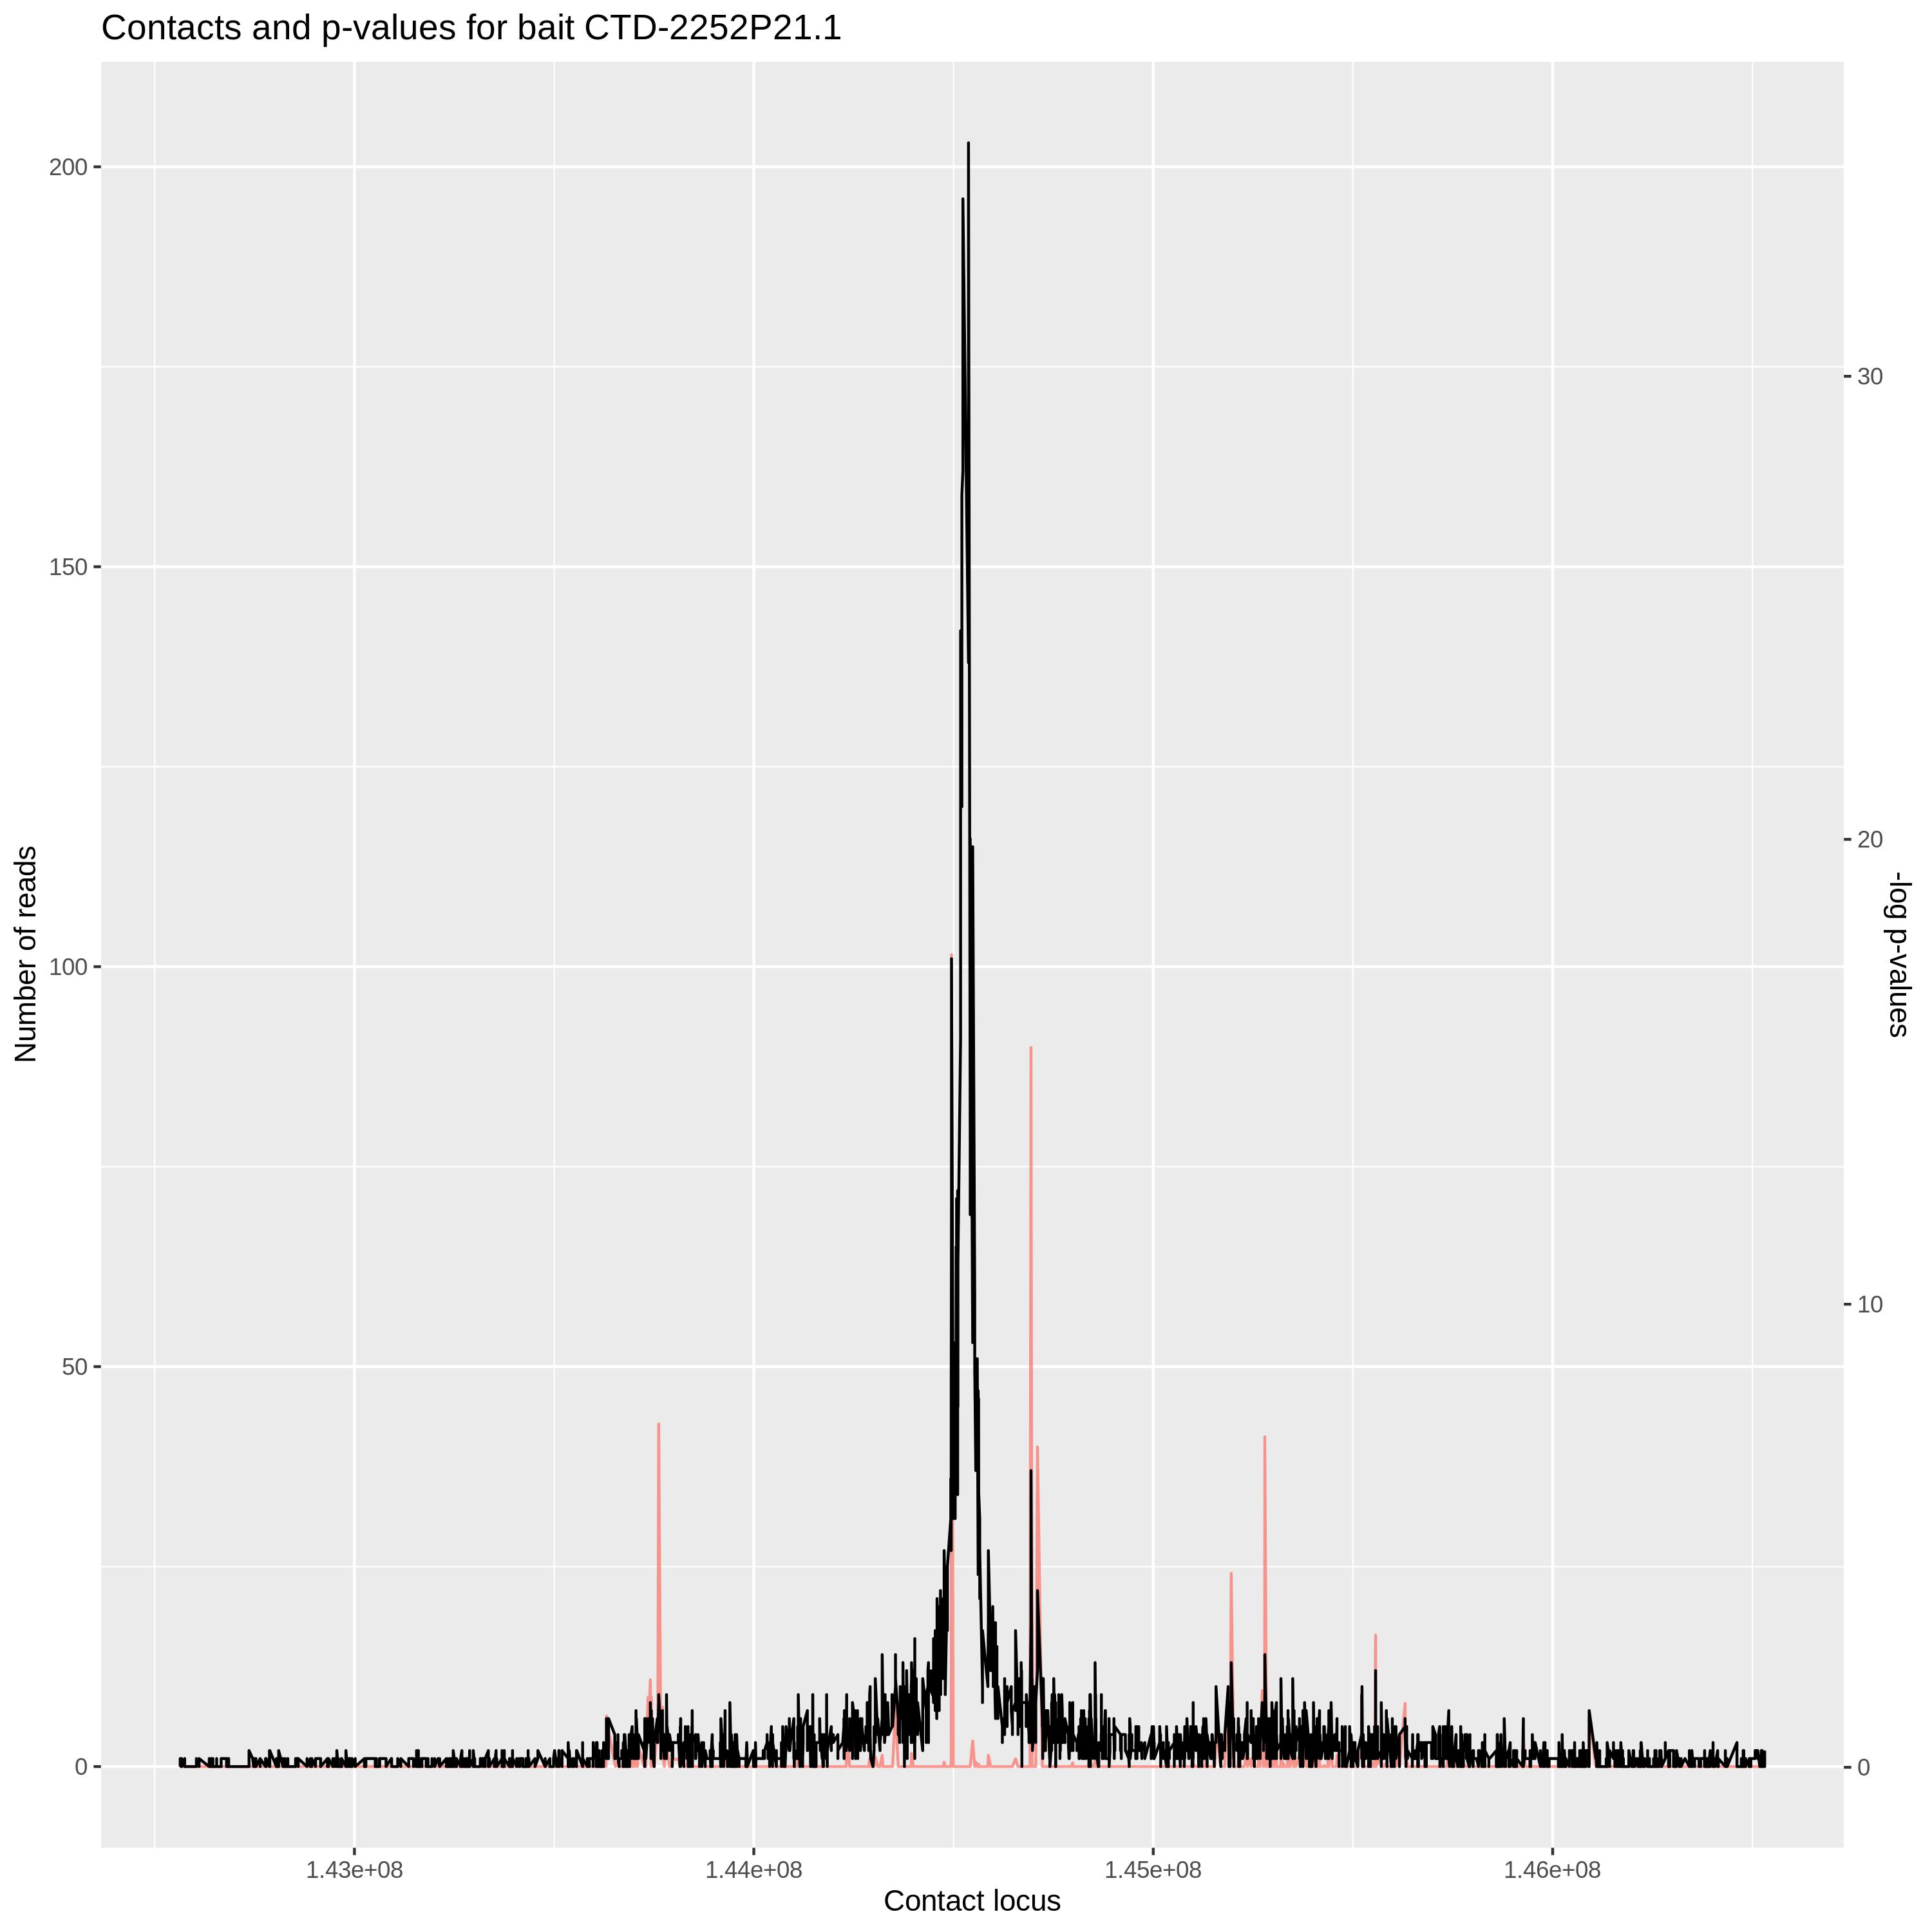 Contacts and p-values for bait CTD-2252P21.1
200
150
100
50
0
Number of reads
30
20
10
0
-log p-values
1.43e+08
1.44e+08
1.45e+08
1.46e+08
Contact locus